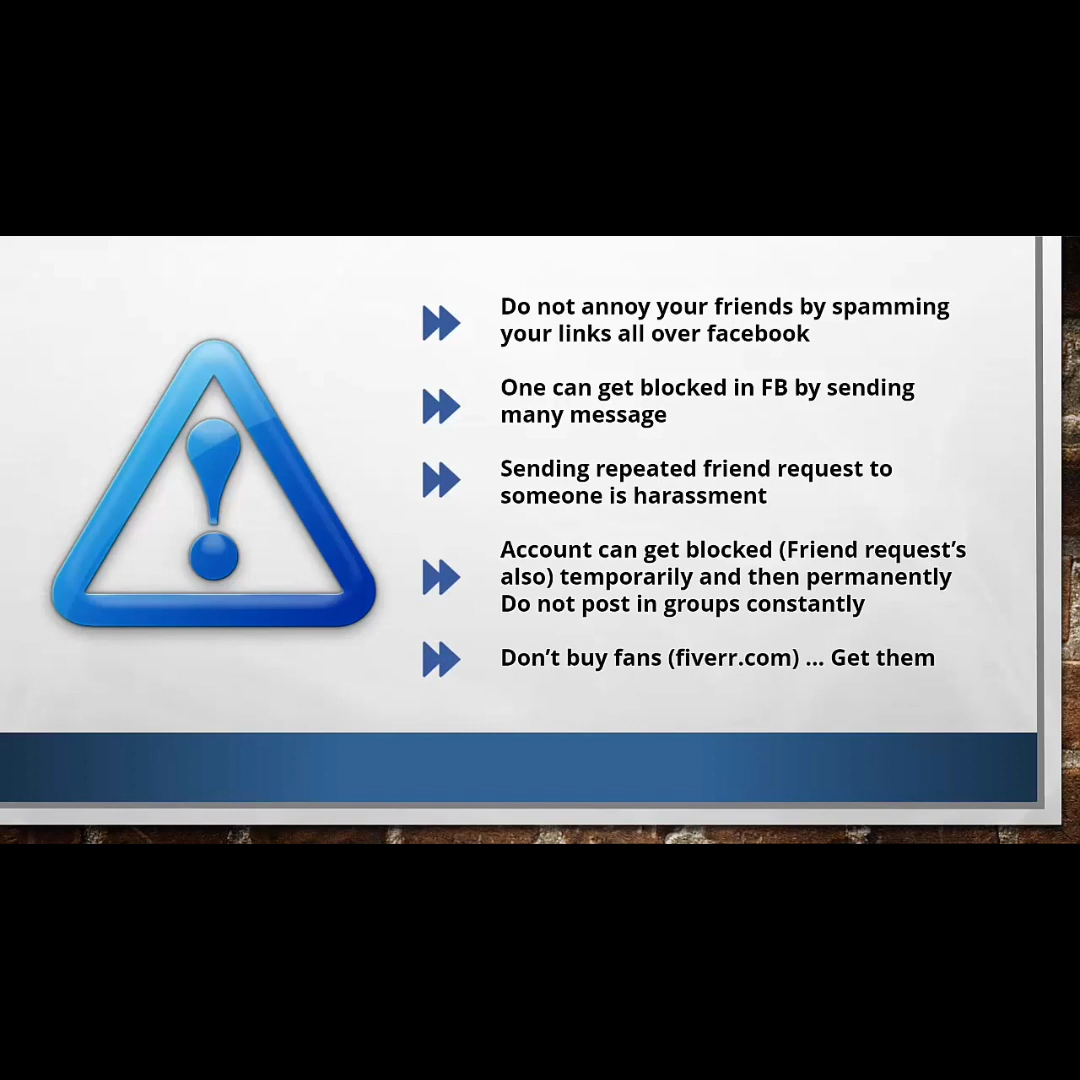 Do not annoy your friends by spamming
your links all over facebook
One can get blocked in FB by sending
many message
Sending repeated friend request to
someone is harassment
Account can get blocked (Friend request’s
also) temporarily and then permanently
Do not post in groups constantly
Don’t buy fans (fiverr.com) ... Get them